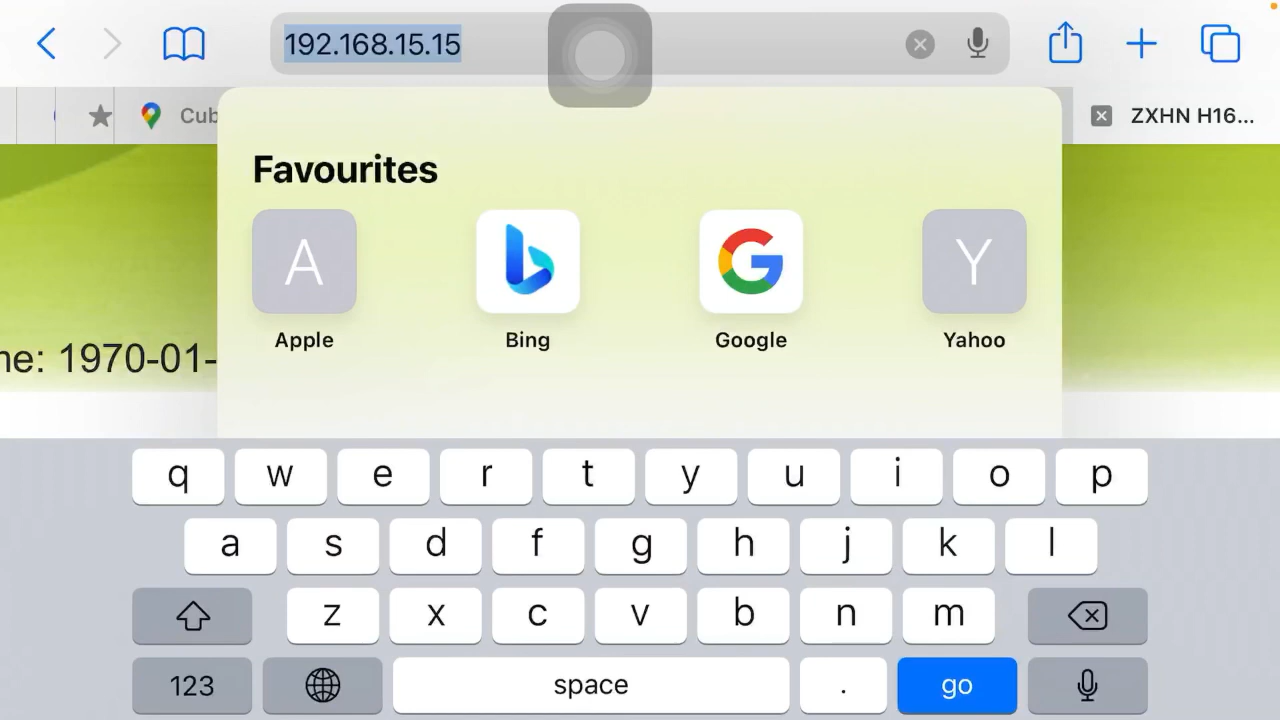 192.168.15.15
Cub
ZXHN H16...
Favourites
A
Y
Apple
Bing
Google
Yahoo
ne: 1970-01-
q w e r t y u i o p
a s d f g h j k l
z x c v b n m
123
space
.
go